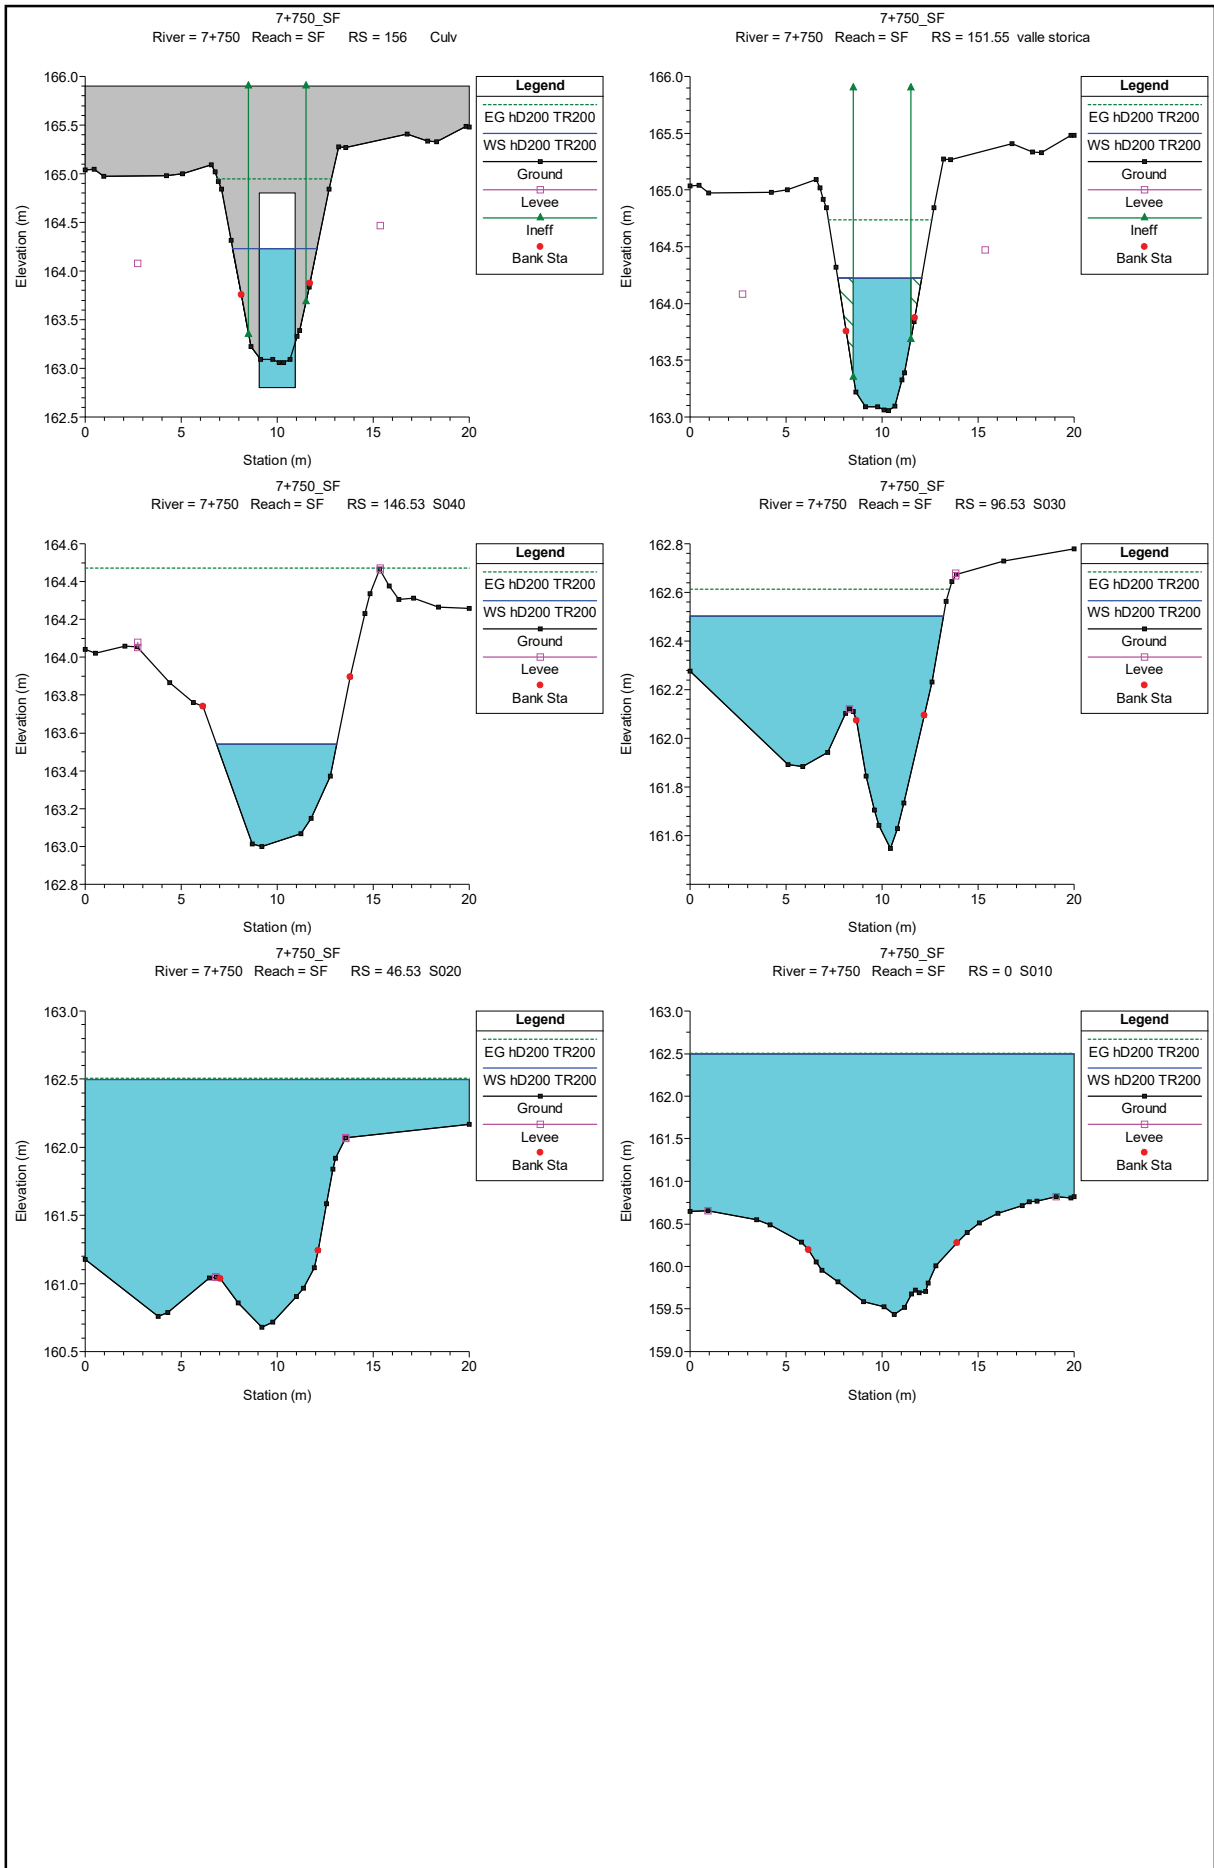 7+750_SF
River = 7+750 Reach = SF RS = 156 Culv
Elevation (m)
166.0
165.5
165.0
164.5
164.0
163.5
163.0
162.5
0 5 10 15 20
Station (m)
Legend
EG hD200 TR200
WS hD200 TR200
Ground
Levee
Ineff
Bank Sta
7+750_SF
River = 7+750 Reach = SF RS = 151.55 valle storica
Elevation (m)
166.0
165.5
165.0
164.5
164.0
163.5
163.0
0 5 10 15 20
Station (m)
Legend
EG hD200 TR200
WS hD200 TR200
Ground
Levee
Ineff
Bank Sta
7+750_SF
River = 7+750 Reach = SF RS = 146.53 S040
Elevation (m)
164.6
164.4
164.2
164.0
163.8
163.6
163.4
163.2
163.0
162.8
0 5 10 15 20
Station (m)
Legend
EG hD200 TR200
WS hD200 TR200
Ground
Levee
Bank Sta
7+750_SF
River = 7+750 Reach = SF RS = 96.53 S030
Elevation (m)
162.8
162.6
162.4
162.2
162.0
161.8
161.6
0 5 10 15 20
Station (m)
Legend
EG hD200 TR200
WS hD200 TR200
Ground
Levee
Bank Sta
7+750_SF
River = 7+750 Reach = SF RS = 46.53 S020
Elevation (m)
163.0
162.5
162.0
161.5
161.0
160.5
0 5 10 15 20
Station (m)
Legend
EG hD200 TR200
WS hD200 TR200
Ground
Levee
Bank Sta
7+750_SF
River = 7+750 Reach = SF RS = 0 S010
Elevation (m)
163.0
162.5
162.0
161.5
161.0
160.5
160.0
159.5
159.0
0 5 10 15 20
Station (m)
Legend
EG hD200 TR200
WS hD200 TR200
Ground
Levee
Bank Sta